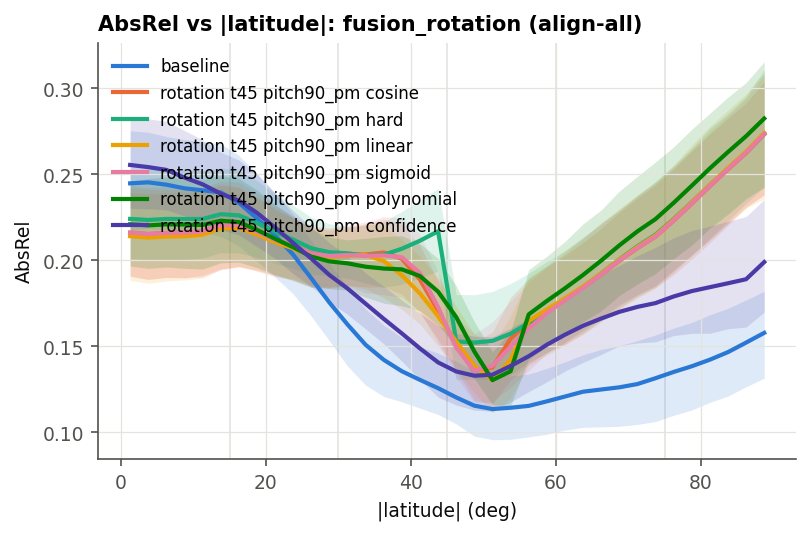 AbsRel vs |latitude|: fusion_rotation (align-all)
baseline
rotation t45 pitch90_pm cosine
rotation t45 pitch90_pm hard
rotation t45 pitch90_pm linear
rotation t45 pitch90_pm sigmoid
rotation t45 pitch90_pm polynomial
rotation t45 pitch90_pm confidence
AbsRel
0.30
0.25
0.20
0.15
0.10
0
20
40
60
80
|latitude| (deg)